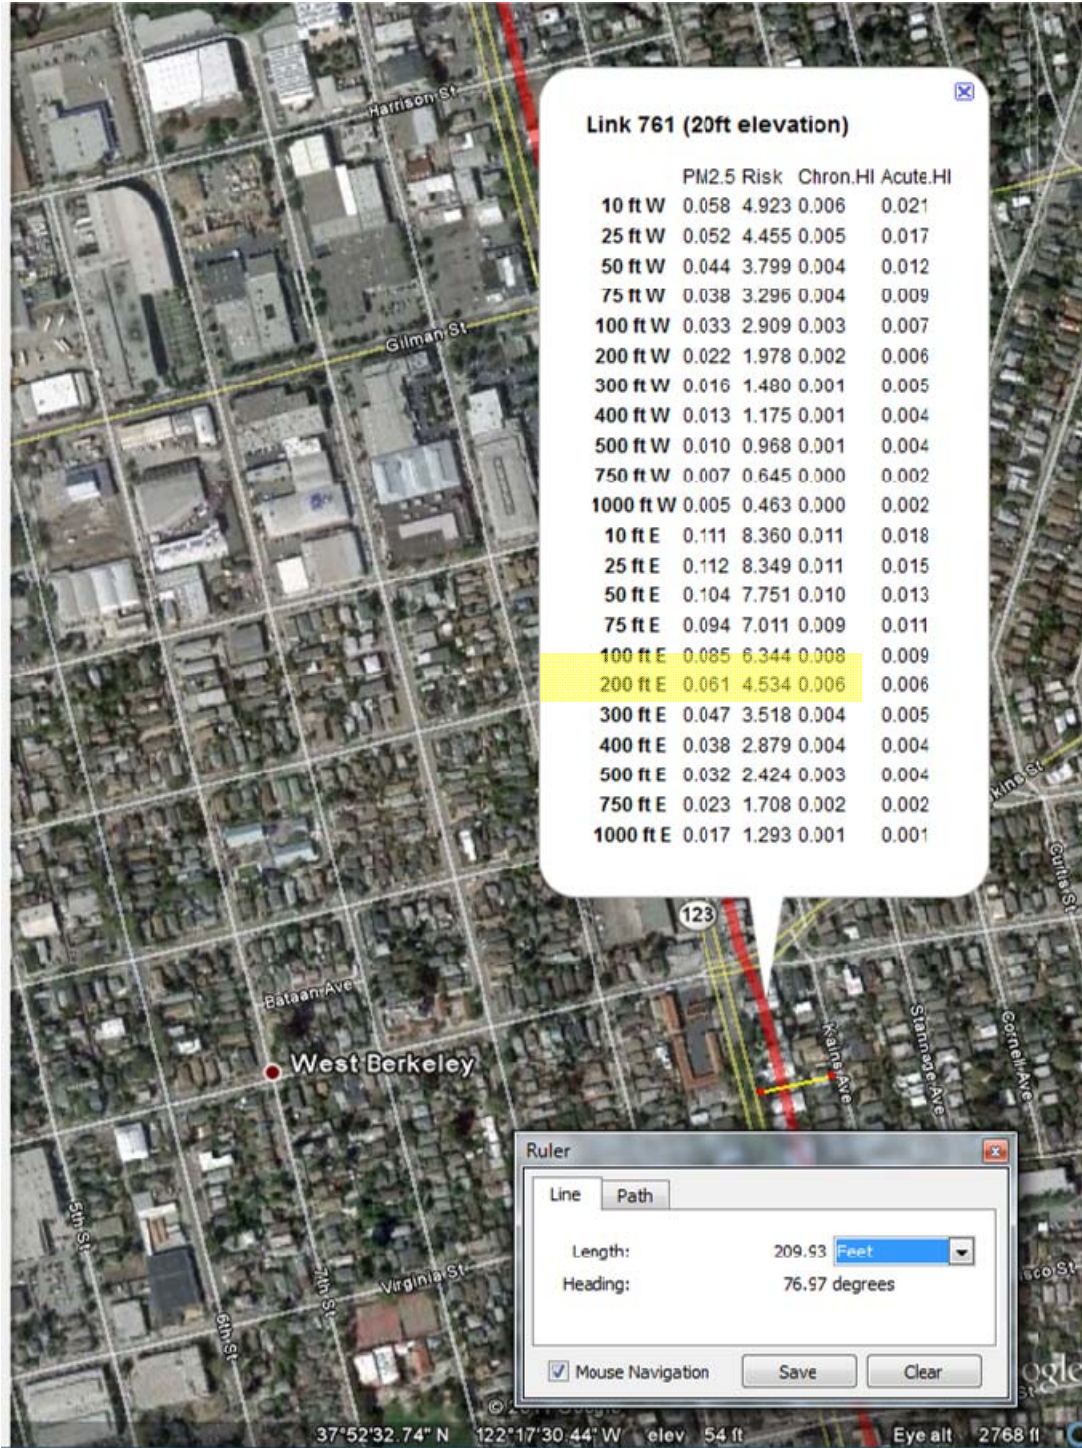 Harrison St
Link 761 (20ft elevation)
PM2.5 Risk Chron.HI Acute.HI
10 ft W 0.058 4.923 0.006 0.021
25 ft W 0.052 4.455 0.005 0.017
50 ft W 0.044 3.799 0.004 0.012
75 ft W 0.038 3.296 0.004 0.009
100 ft W 0.033 2.909 0.003 0.007
200 ft W 0.022 1.978 0.002 0.006
300 ft W 0.016 1.480 0.001 0.005
400 ft W 0.013 1.175 0.001 0.004
500 ft W 0.010 0.968 0.001 0.004
750 ft W 0.007 0.645 0.000 0.002
1000 ft W 0.005 0.463 0.000 0.002
10 ft E 0.111 8.360 0.011 0.018
25 ft E 0.112 8.349 0.011 0.015
50 ft E 0.104 7.751 0.010 0.013
75 ft E 0.094 7.011 0.009 0.011
100 ft E 0.085 6.344 0.008 0.009
200 ft E 0.061 4.534 0.006 0.006
300 ft E 0.047 3.518 0.004 0.005
400 ft E 0.038 2.879 0.004 0.004
500 ft E 0.032 2.424 0.003 0.004
750 ft E 0.023 1.708 0.002 0.002
1000 ft E 0.017 1.293 0.001 0.001
Gilman St
kins St
Curtis St
123
Bataan Ave
West Berkeley
Kains Ave
Stannage Ave
Cornell Ave
5th St
6th St
7th St
Virginia St
Ruler
Line Path
Length: 209.93 Feet
Heading: 76.97 degrees
Mouse Navigation Save Clear
sco St
ogle
St
37°52'32.74" N 122°17'30.44" W elev 54 ft Eye alt 2768 ft